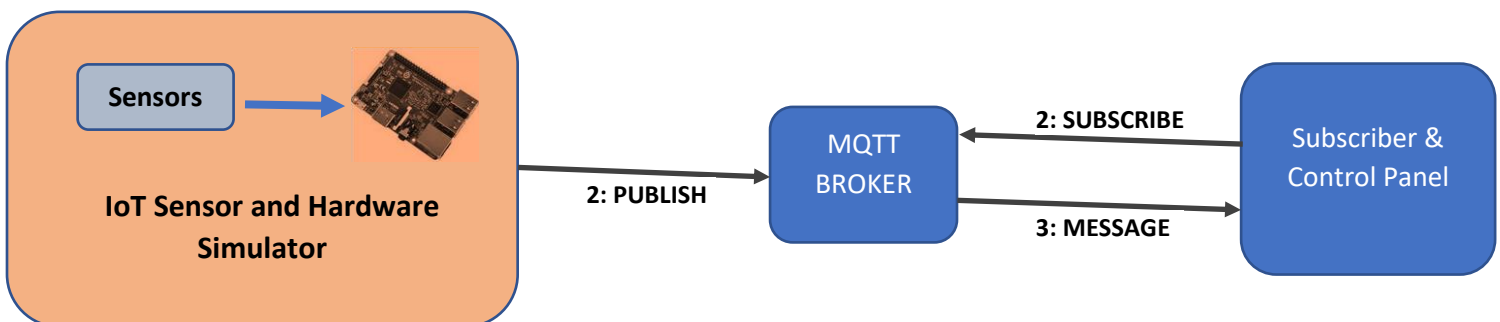 Sensors
IoT Sensor and Hardware
Simulator
2: PUBLISH
MQTT
BROKER
2: SUBSCRIBE
3: MESSAGE
Subscriber &
Control Panel